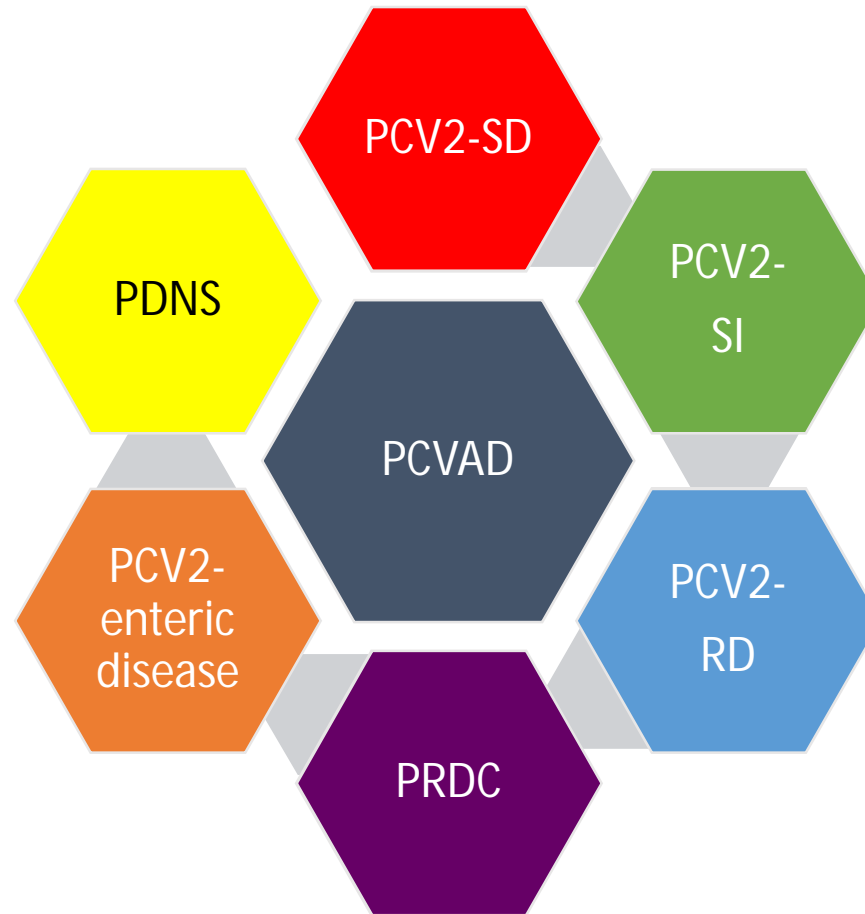 PCV2-SD
PCV2-
SI
PDNS
PCVAD
PCV2-
RD
PCV2-
enteric
disease
PRDC